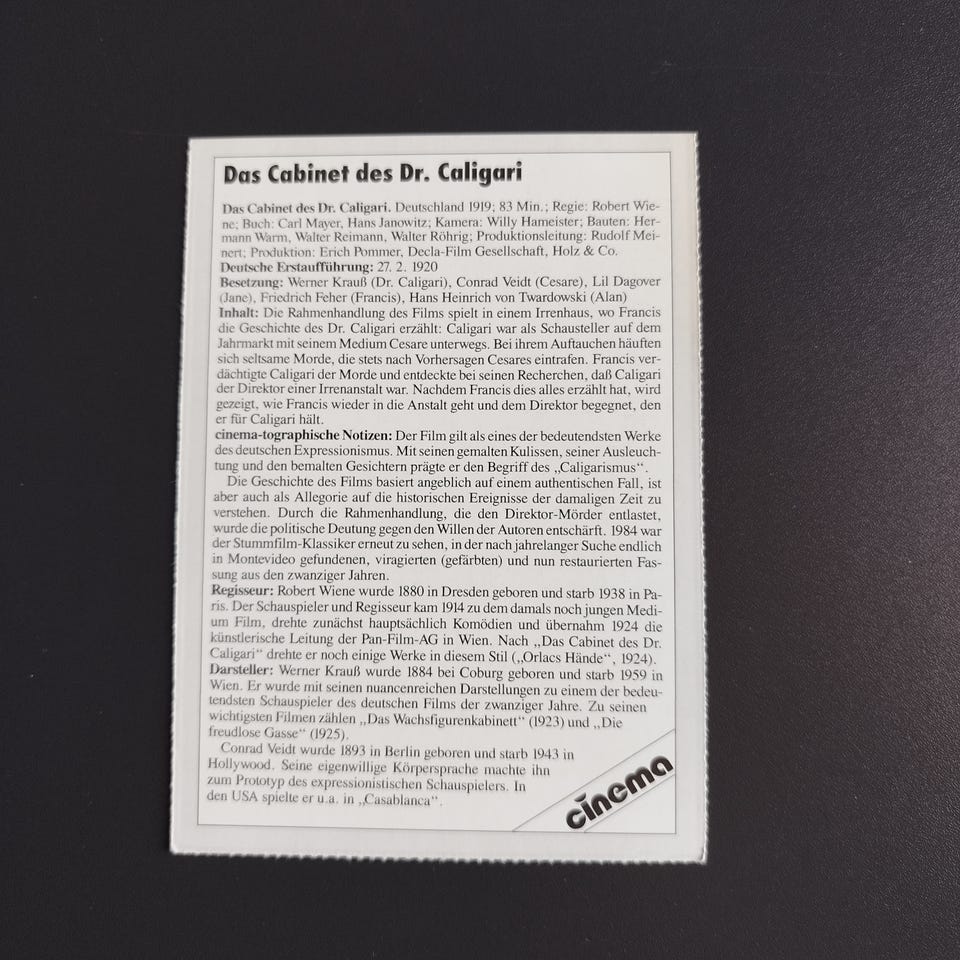 Das Cabinet des Dr. Caligari
Das Cabinet des Dr. Caligari. Deutschland 1919; 83 Min.; Regie: Robert Wie-
ne; Buch: Carl Mayer, Hans Janowitz; Kamera: Willy Hameister; Bauten: Her-
mann Warm, Walter Reimann, Walter Röhrig; Produktionsleitung: Rudolf Mei-
nert; Produktion: Erich Pommer, Decla-Film Gesellschaft, Holz & Co.
Deutsche Erstaufführung: 27. 2. 1920
Besetzung: Werner Krauß (Dr. Caligari), Conrad Veidt (Cesare), Lil Dagover
(Jane), Friedrich Feher (Francis), Hans Heinrich von Twardowski (Alan)
Inhalt: Die Rahmenhandlung des Films spielt in einem Irrenhaus, wo Francis
die Geschichte des Dr. Caligari erzählt: Caligari war als Schausteller auf dem
Jahrmarkt mit seinem Medium Cesare unterwegs. Bei ihrem Auftauchen häuften
sich seltsame Morde, die stets nach Vorhersagen Cesares eintrafen. Francis ver-
dächtigte Caligari der Morde und entdeckte bei seinen Recherchen, daß Caligari
der Direktor einer Irrenanstalt war. Nachdem Francis dies alles erzählt hat, wird
gezeigt, wie Francis wieder in die Anstalt geht und dem Direktor begegnet, den
er für Caligari hält.
cinema-tographische Notizen: Der Film gilt als eines der bedeutendsten Werke
des deutschen Expressionismus. Mit seinen gemalten Kulissen, seiner Ausleuch-
tung und den bemalten Gesichtern prägte er den Begriff des „Caligarismus“.
Die Geschichte des Films basiert angeblich auf einem authentischen Fall, ist
aber auch als Allegorie auf die historischen Ereignisse der damaligen Zeit zu
verstehen. Durch die Rahmenhandlung, die den Direktor-Mörder entlastet,
wurde die politische Deutung gegen den Willen der Autoren entschärft. 1984 war
der Stummfilm-Klassiker erneut zu sehen, in der nach jahrelanger Suche endlich
in Montevideo gefundenen, viragierten (gefärbten) und nun restaurierten Fas-
sung aus den zwanziger Jahren.
Regisseur: Robert Wiene wurde 1880 in Dresden geboren und starb 1938 in Pa-
ris. Der Schauspieler und Regisseur kam 1914 zu dem damals noch jungen Medi-
um Film, drehte zunächst hauptsächlich Komödien und übernahm 1924 die
künstlerische Leitung der Pan-Film-AG in Wien. Nach „Das Cabinet des Dr.
Caligari“ drehte er noch einige Werke in diesem Stil („Orlacs Hände“, 1924).
Darsteller: Werner Krauß wurde 1884 bei Coburg geboren und starb 1959 in
Wien. Er wurde mit seinen nuancenreichen Darstellungen zu einem der bedeu-
tendsten Schauspieler des deutschen Films der zwanziger Jahre. Zu seinen
wichtigsten Filmen zählen „Das Wachsfigurenkabinett“ (1923) und „Die
freudlose Gasse“ (1925).
Conrad Veidt wurde 1893 in Berlin geboren und starb 1943 in
Hollywood. Seine eigenwillige Körpersprache machte ihn
zum Prototyp des expressionistischen Schauspielers. In
den USA spielte er u.a. in „Casablanca“.
cinema